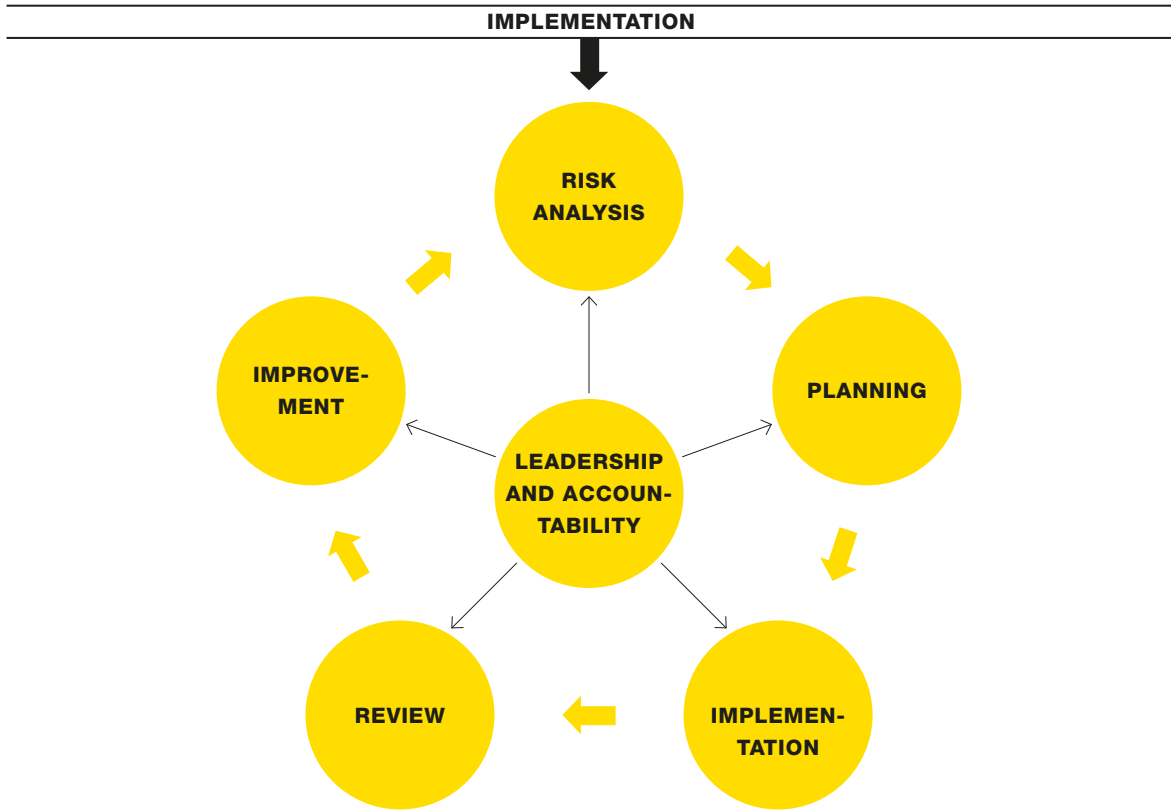 IMPLEMENTATION
RISK
ANALYSIS
IMPROVE-
MENT
PLANNING
LEADERSHIP
AND ACCOUN-
TABILITY
REVIEW
IMPLEMEN-
TATION